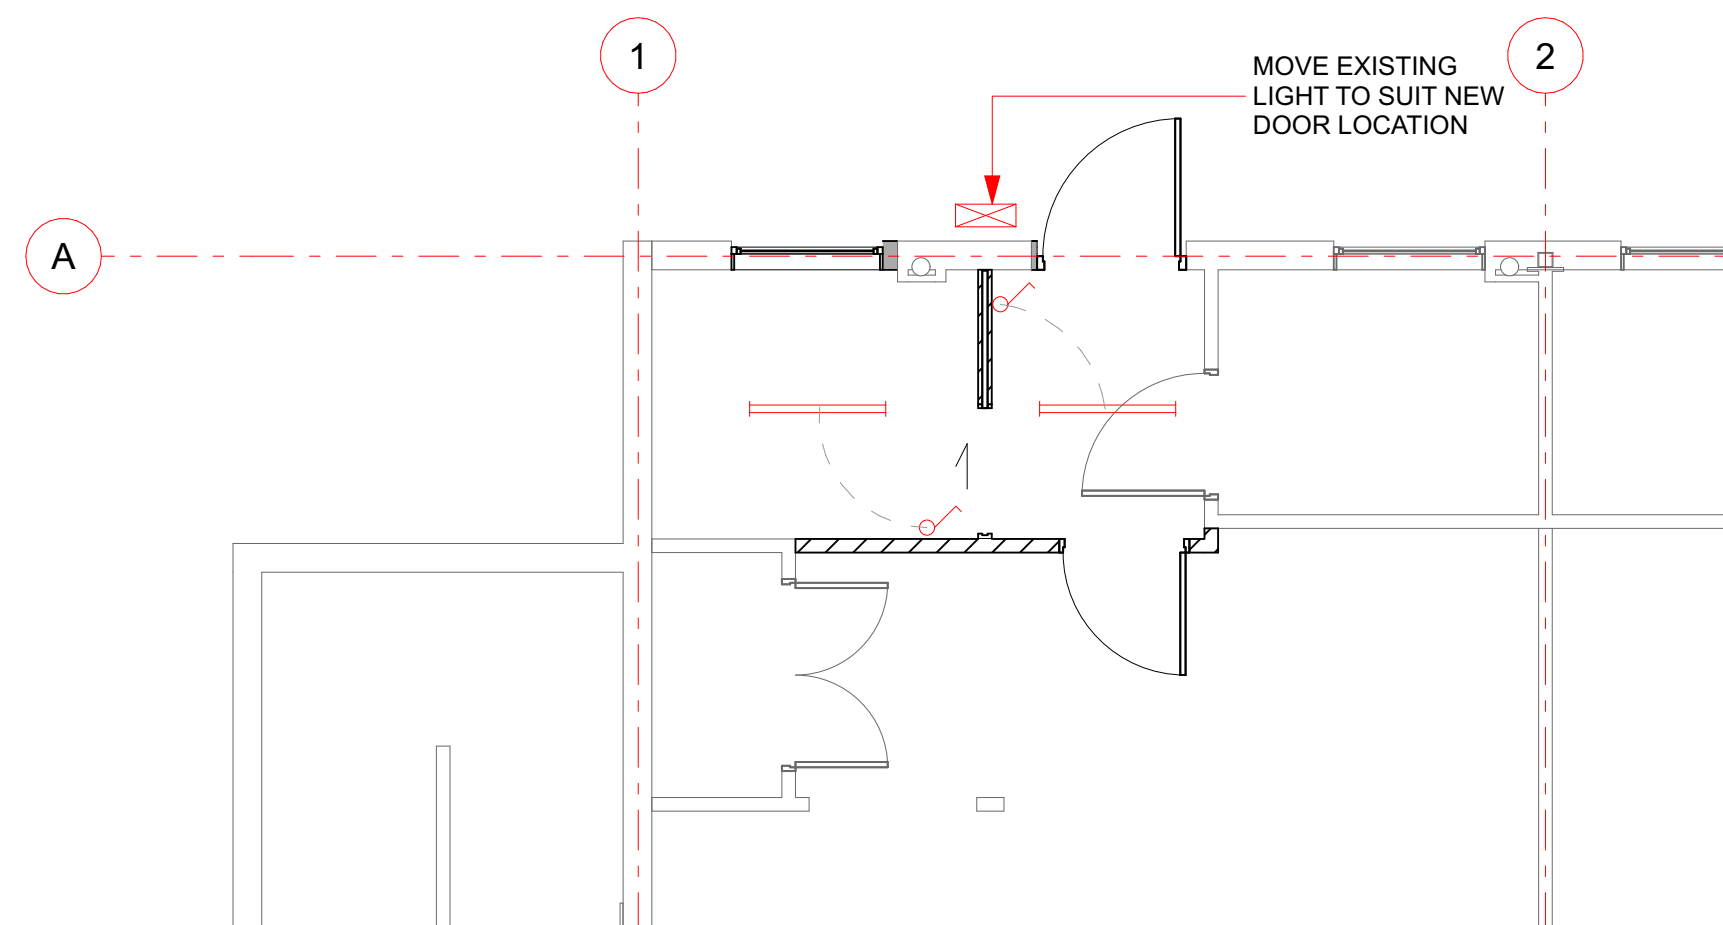 1
2
MOVE EXISTING
LIGHT TO SUIT NEW
DOOR LOCATION
A